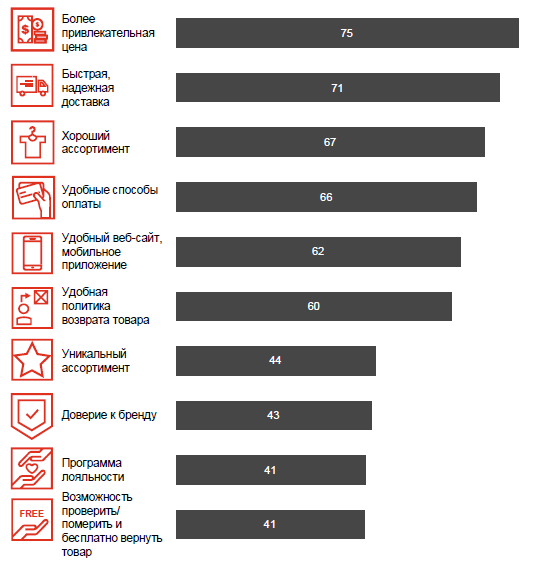 Более
привлекательная
цена
75
Быстрая,
надежная
доставка
71
Хороший
ассортимент
67
Удобные способы
оплаты
66
Удобный веб-сайт,
мобильное
приложение
62
Удобная
политика
возврата товара
60
Уникальный
ассортимент
44
Доверие к бренду
43
Программа
лояльности
41
FREE
Возможность
проверить/
померить и
бесплатно вернуть
товар
41